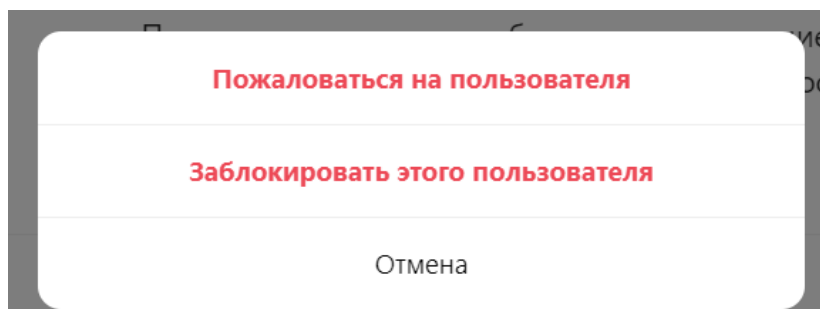 Пожаловаться на пользователя
Заблокировать этого пользователя
Отмена